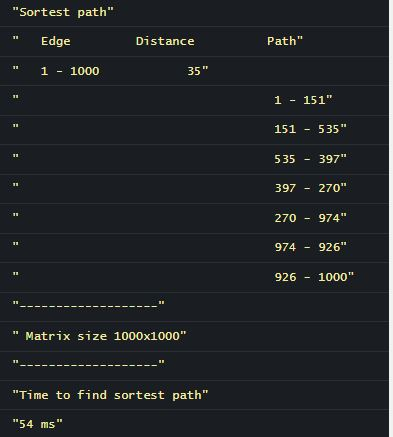 "Sortest path"
"   Edge         Distance          Path"
"   1 - 1000            35"
"                                   1 - 151"
"                                   151 - 535"
"                                   535 - 397"
"                                   397 - 270"
"                                   270 - 974"
"                                   974 - 926"
"                                   926 - 1000"
"-------------------"
" Matrix size 1000x1000"
"-------------------"
"Time to find sortest path"
"54 ms"